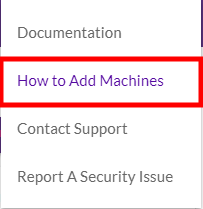 Documentation
How to Add Machines
Contact Support
Report A Security Issue